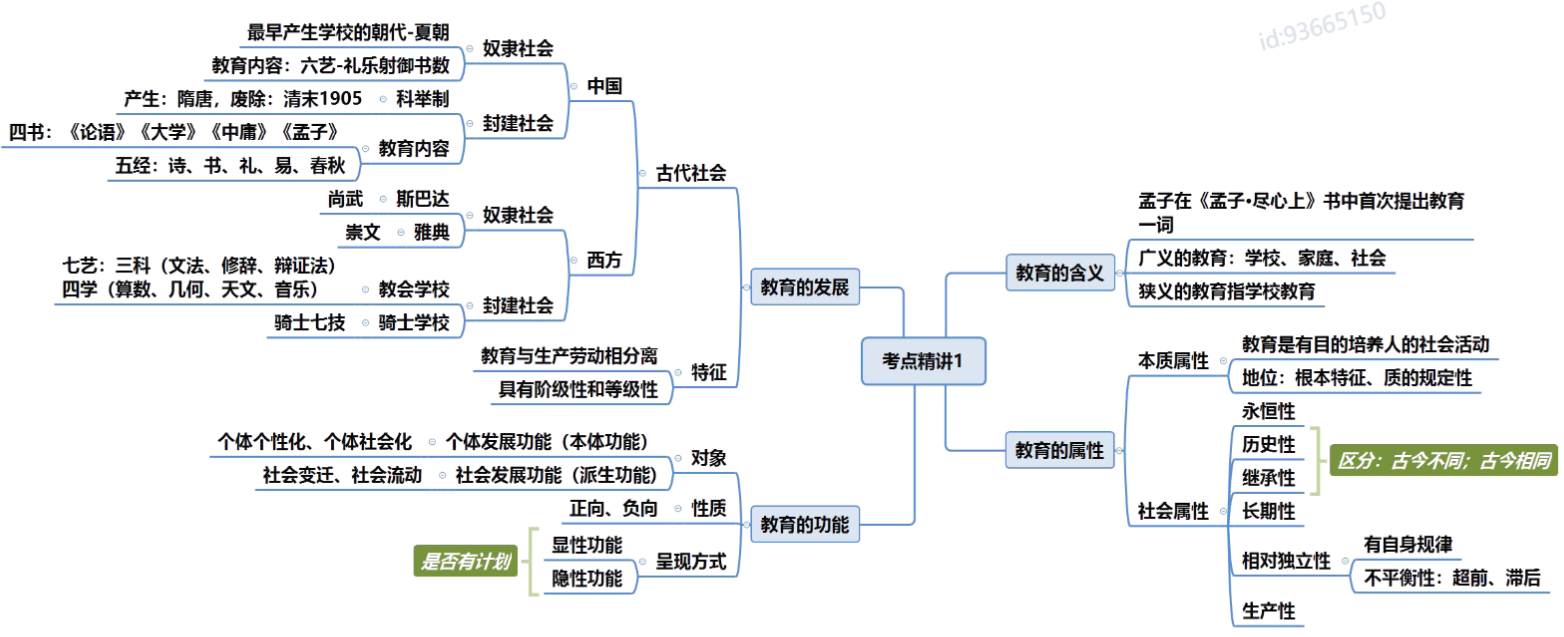 id:93665150
考点精讲1
教育的含义
孟子在《孟子·尽心上》书中首次提出教育
一词
广义的教育：学校、家庭、社会
狭义的教育指学校教育
教育的属性
本质属性
教育是有目的培养人的社会活动
地位：根本特征、质的规定性
社会属性
永恒性
历史性
继承性
区分：古今不同；古今相同
长期性
相对独立性
有自身规律
不平衡性：超前、滞后
生产性
教育的发展
古代社会
中国
奴隶社会
最早产生学校的朝代-夏朝
教育内容：六艺-礼乐射御书数
封建社会
科举制
产生：隋唐，废除：清末1905
教育内容
四书：《论语》《大学》《中庸》《孟子》
五经：诗、书、礼、易、春秋
西方
奴隶社会
斯巴达
尚武
雅典
崇文
封建社会
教会学校
七艺：三科（文法、修辞、辩证法）
四学（算数、几何、天文、音乐）
骑士学校
骑士七技
特征
教育与生产劳动相分离
具有阶级性和等级性
教育的功能
对象
个体发展功能（本体功能）
个体个性化、个体社会化
社会发展功能（派生功能）
社会变迁、社会流动
性质
正向、负向
呈现方式
显性功能
隐性功能
是否有计划